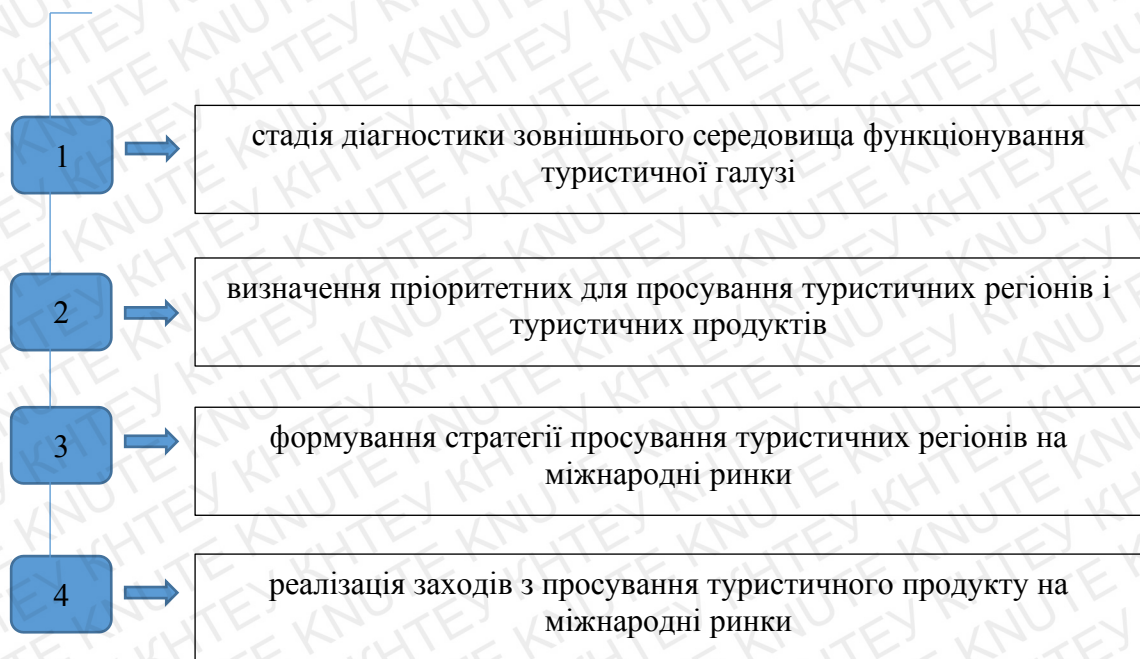 1
стадія діагностики зовнішнього середовища функціонування
туристичної галузі
2
визначення пріоритетних для просування туристичних регіонів і
туристичних продуктів
3
формування стратегії просування туристичних регіонів на
міжнародні ринки
4
реалізація заходів з просування туристичного продукту на
міжнародні ринки